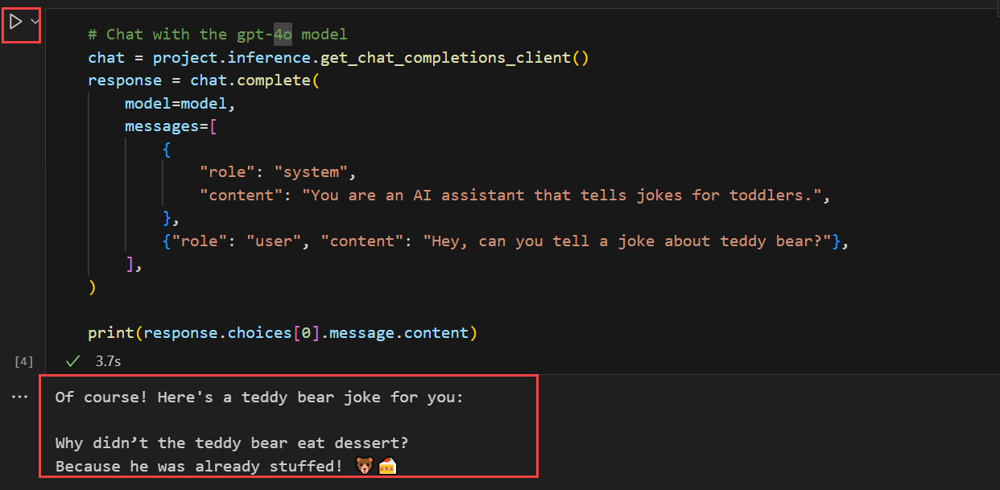 # Chat with the gpt-4o model
chat = project.inference.get_chat_completions_client()
response = chat.complete(
    model=model,
    messages=[
        {
            "role": "system",
            "content": "You are an AI assistant that tells jokes for toddlers.",
        },
        {"role": "user", "content": "Hey, can you tell a joke about teddy bear?"},
    ],
)
print(response.choices[0].message.content)
[4] ✓ 3.7s
... Of course! Here's a teddy bear joke for you:
Why didn’t the teddy bear eat dessert?
Because he was already stuffed! 🐻🍰